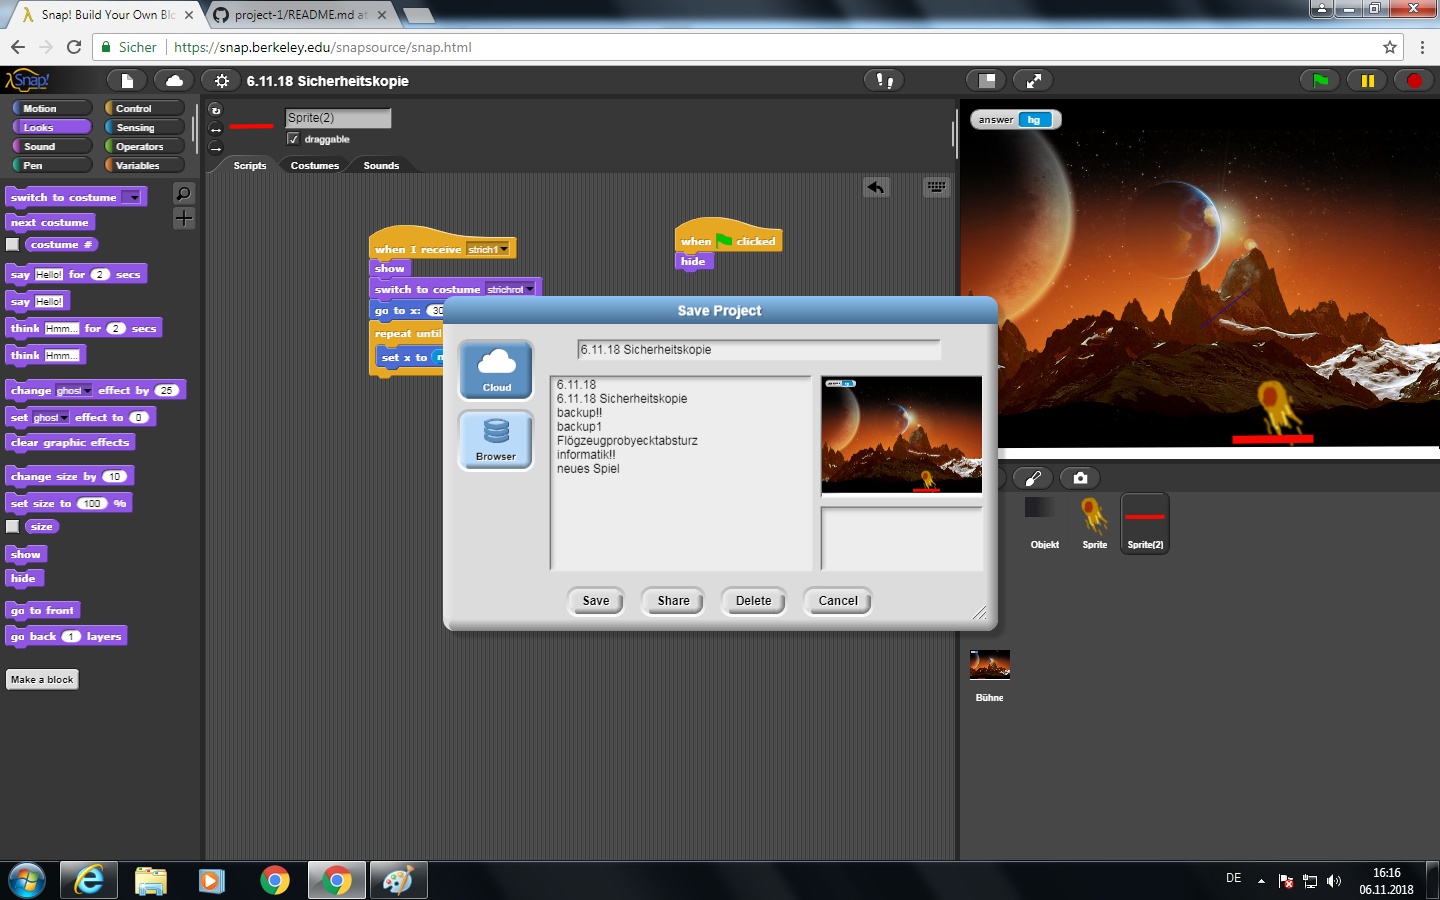 Snap! Build Your Own Blo
project-1/README.md at
Sicher
https://snap.berkeley.edu/snapsource/snap.html
Snap!
6.11.18 Sicherheitskopie
Motion
Control
Looks
Sensing
Sound
Operators
Pen
Variables
Sprite(2)
draggable
Scripts
Costumes
Sounds
switch to costume
next costume
costume #
say Hello! for 2 secs
say Hello!
think Hmm... for 2 secs
think Hmm...
change ghost effect by 25
set ghost effect to 0
clear graphic effects
change size by 10
set size to 100 %
size
show
hide
go to front
go back 1 layers
Make a block
when I receive strich1
show
switch to costume strichrot
go to x: 30
repeat until
set x to
when clicked
hide
Save Project
6.11.18 Sicherheitskopie
Cloud
Browser
6.11.18
6.11.18 Sicherheitskopie
backup!!
backup1
Flögzeugprobyecktabsturz
informatik!!
neues Spiel
Save
Share
Delete
Cancel
answer hg
Objekt
Sprite
Sprite(2)
Bühne
DE
16:16
06.11.2018